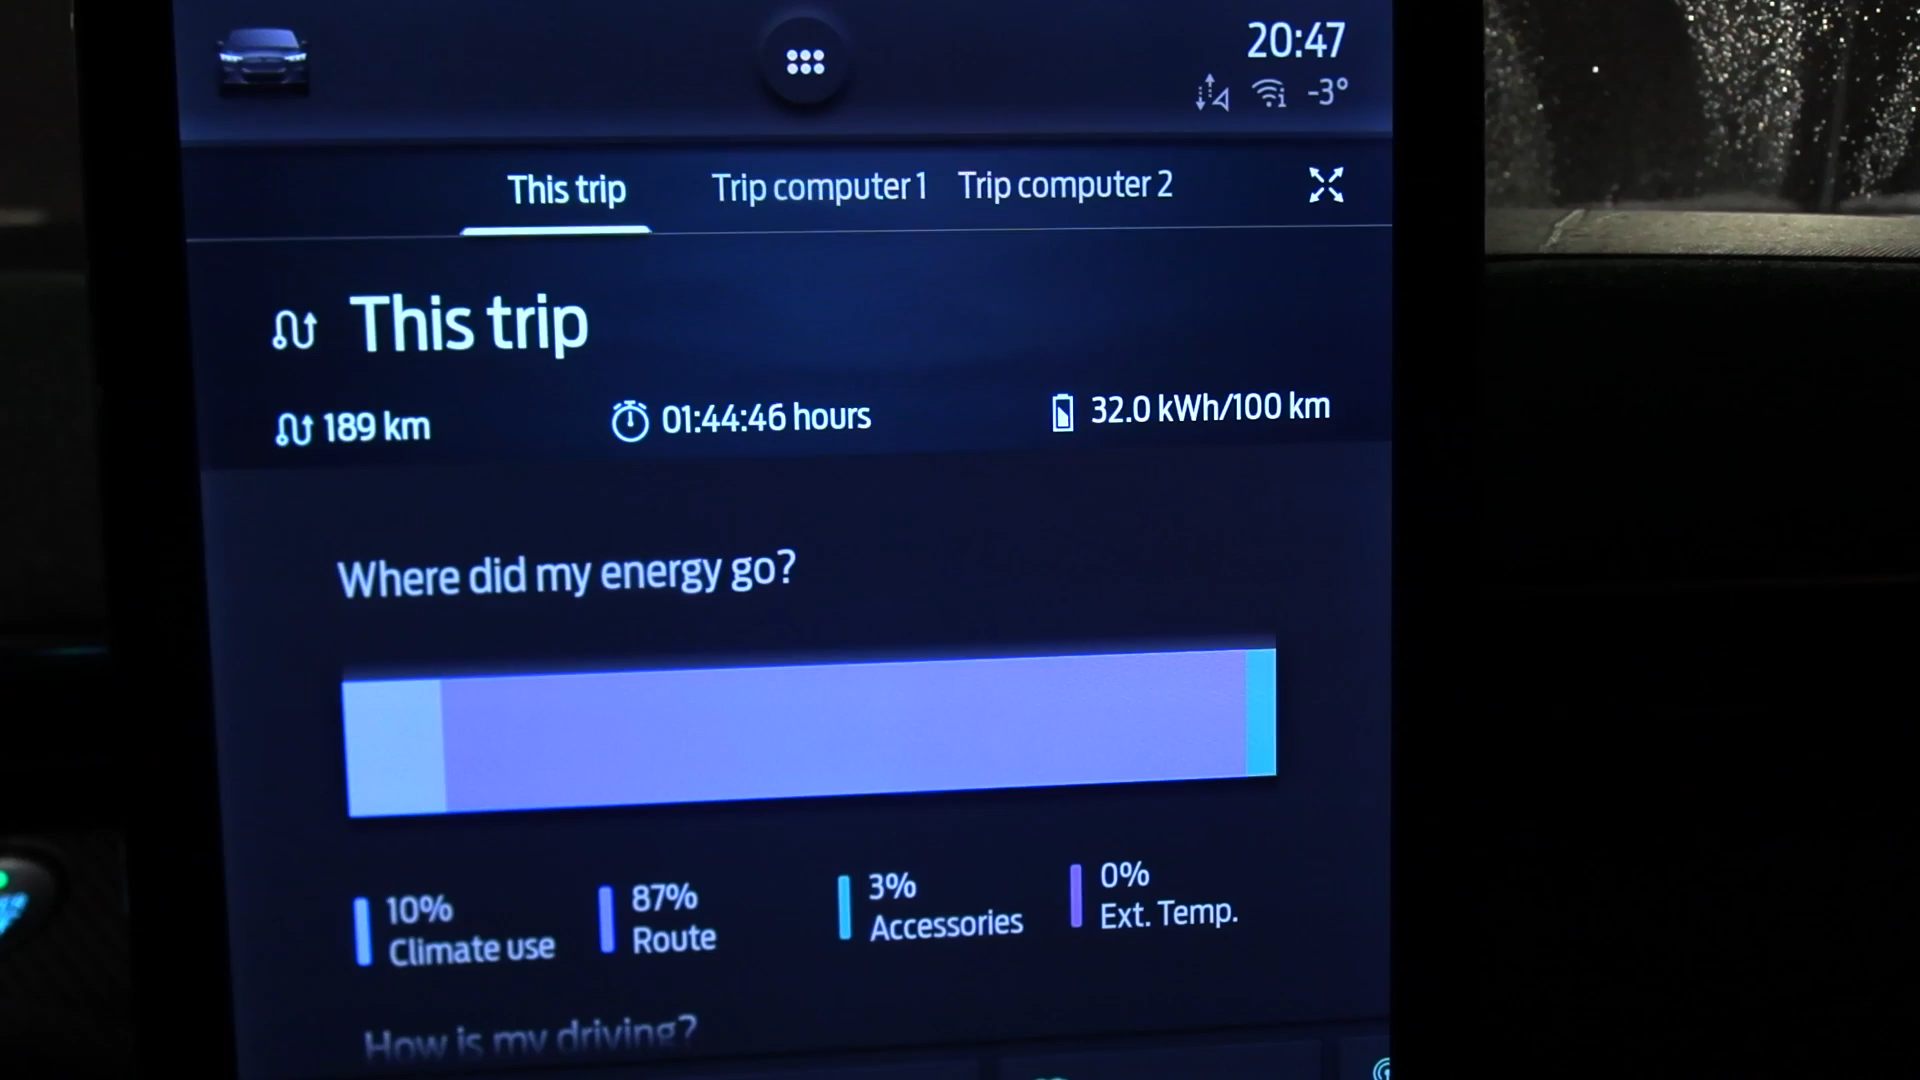 20:47
-3°
This trip Trip computer 1 Trip computer 2
This trip
189 km 01:44:46 hours 32.0 kWh/100 km
Where did my energy go?
10% 87% 3% 0%
Climate use Route Accessories Ext. Temp.
How is my driving?